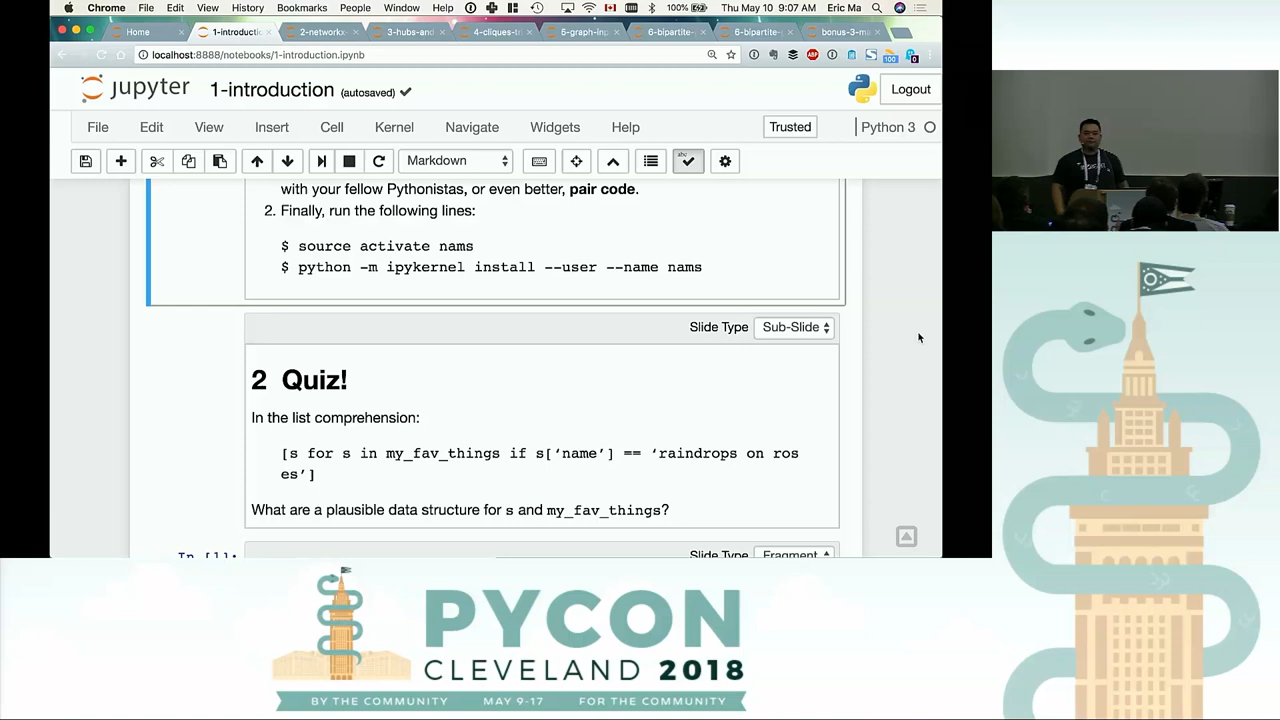 Chrome File Edit View History Bookmarks People Window Help 100% Thu May 10 9:07 AM Eric Ma
Home 1-introductio 2-networkx- 3-hubs-and 4-cliques-tr 5-graph-inp 6-bipartite- 6-bipartite- bonus-3-ma
localhost:8888/notebooks/1-introduction.ipynb
jupyter 1-introduction (autosaved) Logout
File Edit View Insert Cell Kernel Navigate Widgets Help Trusted Python 3
Markdown
with your fellow Pythonistas, or even better, pair code.
2. Finally, run the following lines:
$ source activate nams
$ python -m ipykernel install --user --name nams
Slide Type Sub-Slide
2 Quiz!
In the list comprehension:
[s for s in my_fav_things if s[‘name’] == ‘raindrops on ros
es’]
What are a plausible data structure for s and my_fav_things?
In [1]: Slide Type Fragment
PYCON
CLEVELAND 2018
BY THE COMMUNITY MAY 9-17 FOR THE COMMUNITY